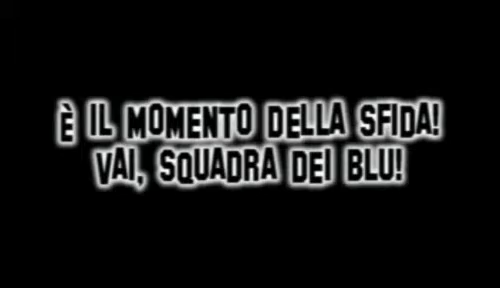 È IL MOMENTO DELLA SFIDA!
VAI, SQUADRA DEI BLU!